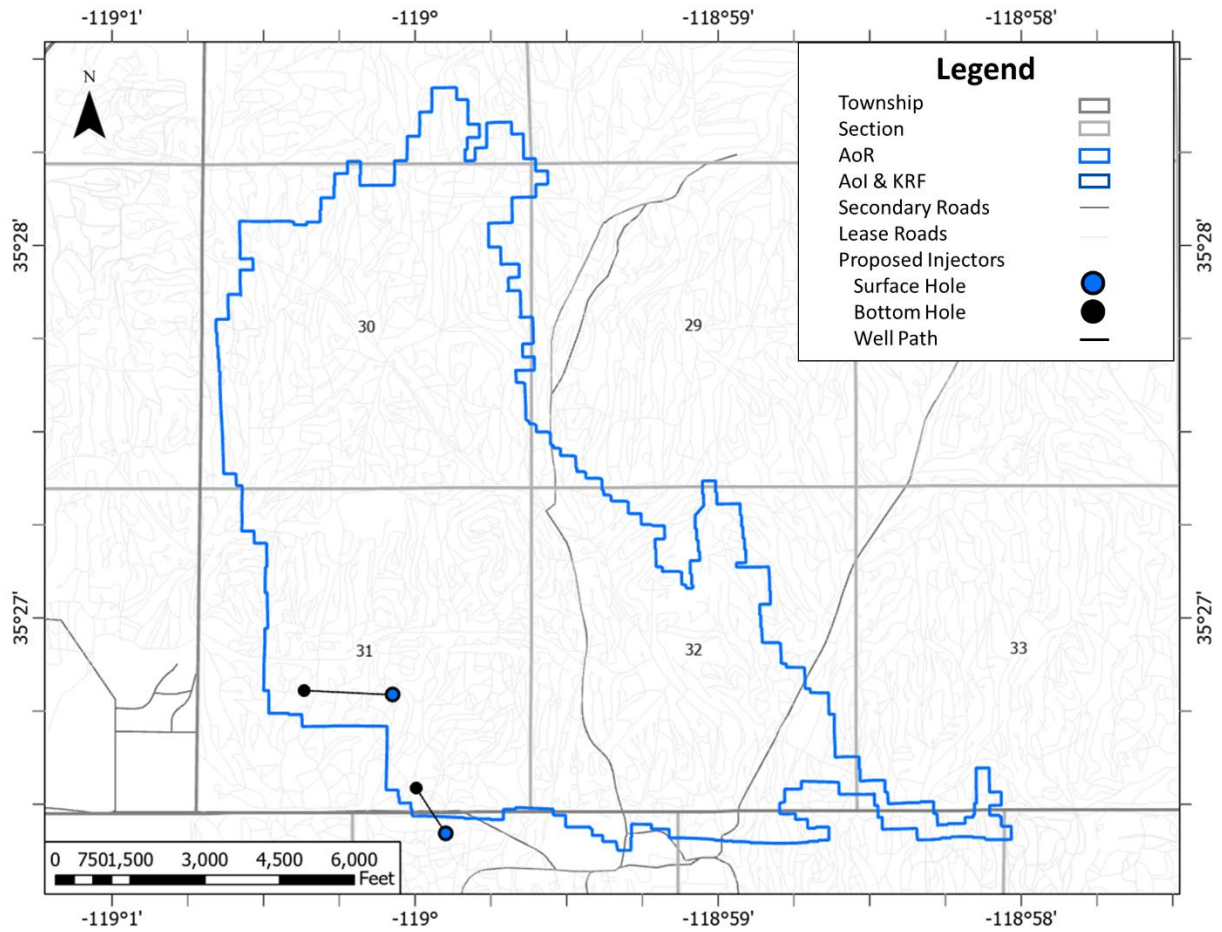 -119°1' -119° -118°59' -118°58'
N
Legend
Township
Section
AoR
AoI & KRF
Secondary Roads
Lease Roads
Proposed Injectors
Surface Hole
Bottom Hole
Well Path
35°28' 35°28'
30 29
35°27' 35°27'
31 32 33
0 750 1,500 3,000 4,500 6,000
Feet
-119°1' -119° -118°59' -118°58'